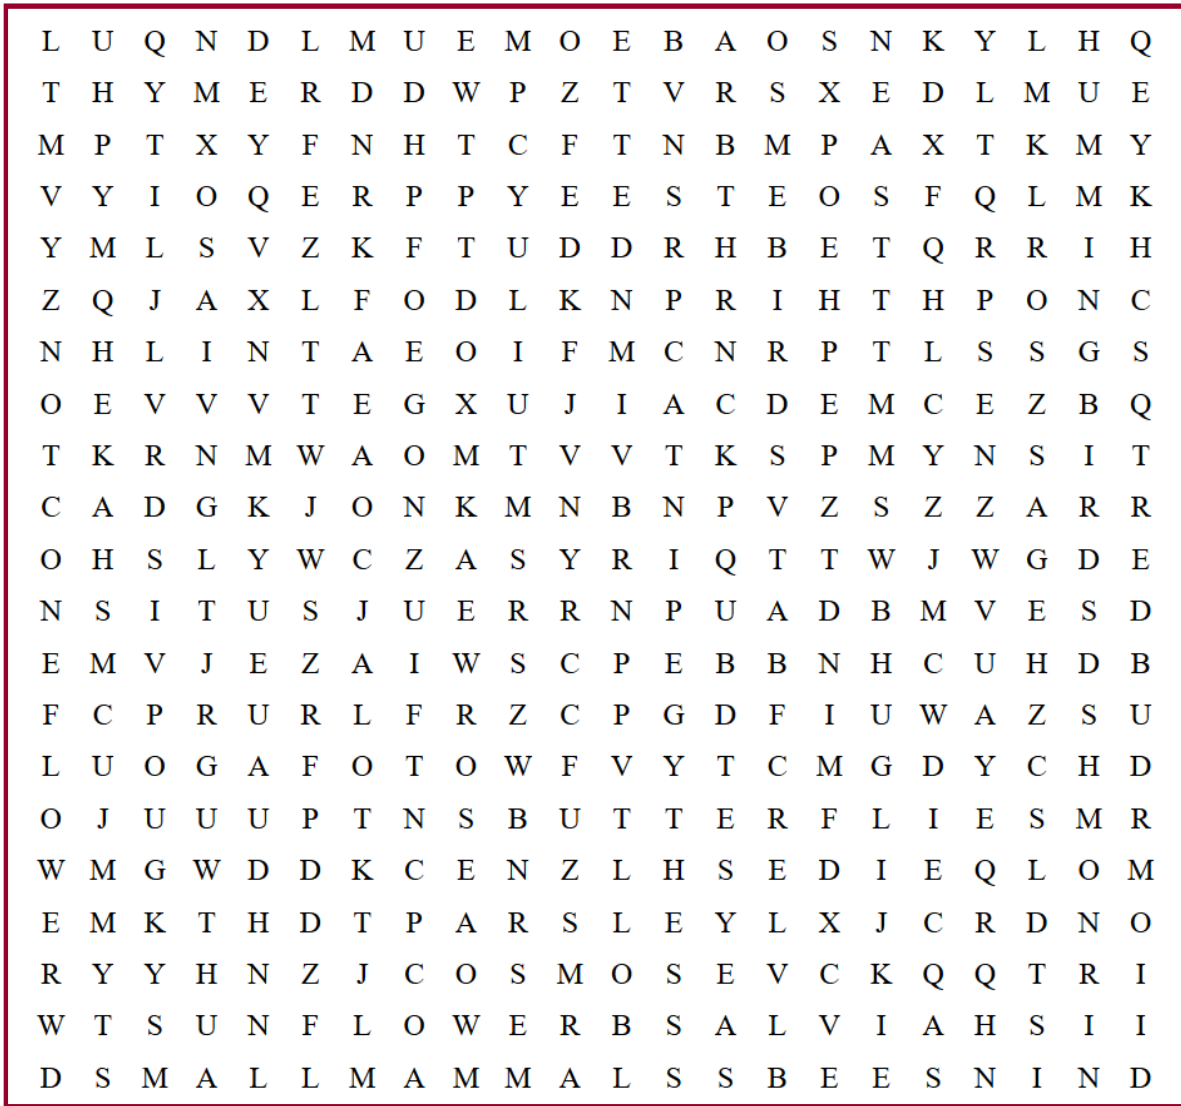 L U Q N D L M U E M O E B A O S N K Y L H Q
T H Y M E R D D W P Z T V R S X E D L M U E
M P T X Y F N H T C F T N B M P A X T K M Y
V Y I O Q E R P P Y E E S T E O S F Q L M K
Y M L S V Z K F T U D D R H B E T Q R R I H
Z Q J A X L F O D L K N P R I H T H P O N C
N H L I N T A E O I F M C N R P T L S S G S
O E V V V T E G X U J I A C D E M C E Z B Q
T K R N M W A O M T V V T K S P M Y N S I T
C A D G K J O N K M N B N P V Z S Z Z A R R
O H S L Y W C Z A S Y R I Q T T W J W G D E
N S I T U S J U E R R N P U A D B M V E S D
E M V J E Z A I W S C P E B B N H C U H D B
F C P R U R L F R Z C P G D F I U W A Z S U
L U O G A F O T O W F V Y T C M G D Y C H D
O J U U U P T N S B U T T E R F L I E S M R
W M G W D D K C E N Z L H S E D I E Q L O M
E M K T H D T P A R S L E Y L X J C R D N O
R Y Y H N Z J C O S M O S E V C K Q Q T R I
W T S U N F L O W E R B S A L V I A H S I I
D S M A L L M A M M A L S S B E E S N I N D